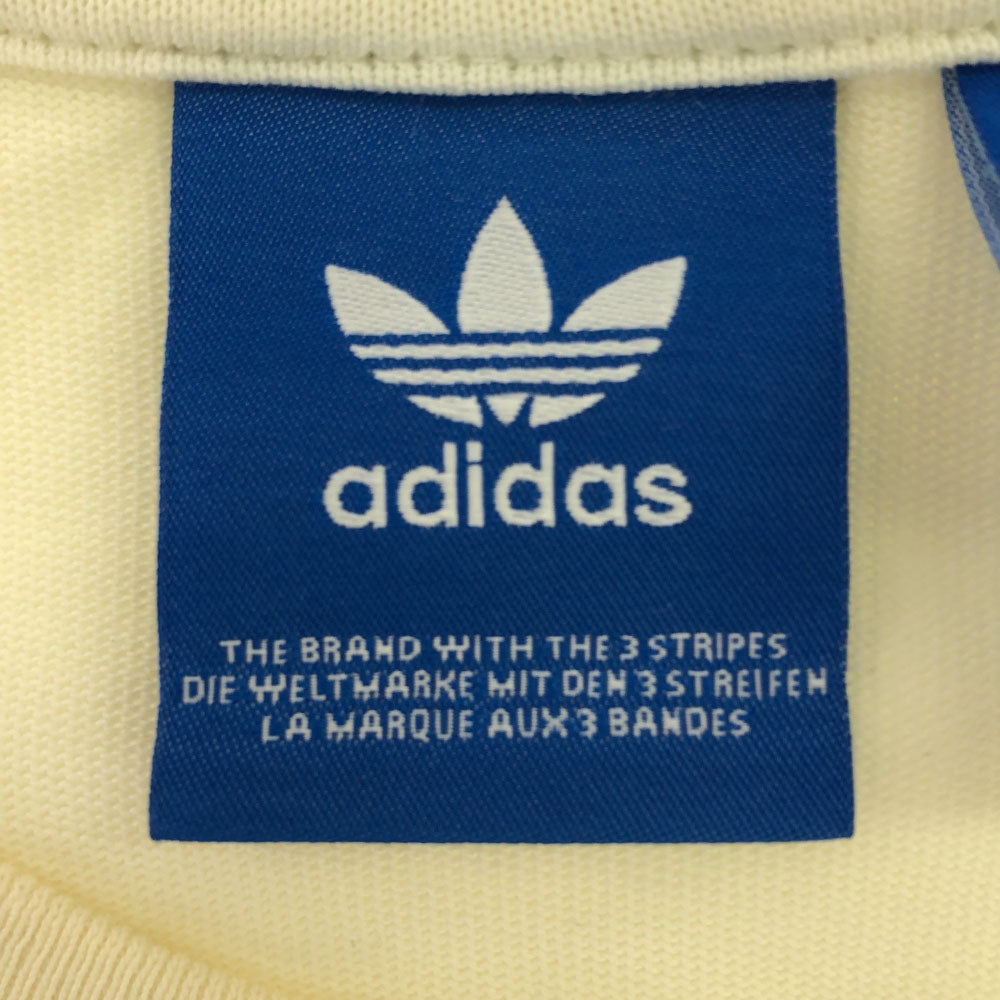 adidas
THE BRAND WITH THE 3 STRIPES
DIE WELTMARKE MIT DEN 3 STREIFEN
LA MARQUE AUX 3 BANDES